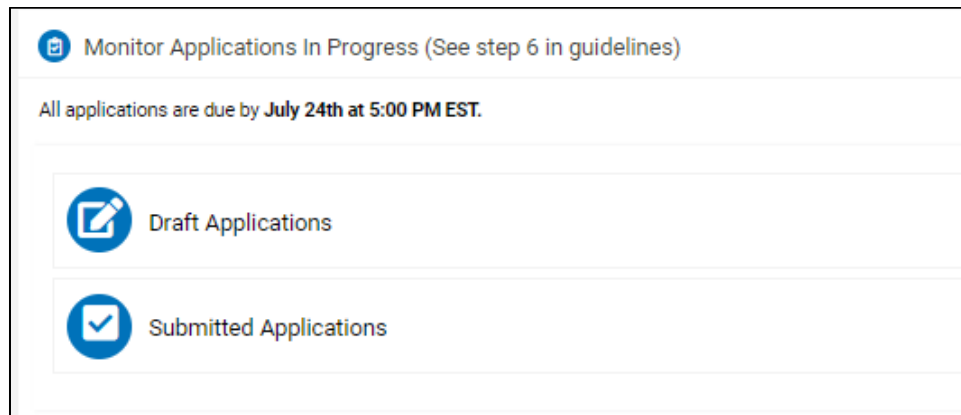 Monitor Applications In Progress (See step 6 in guidelines)
All applications are due by July 24th at 5:00 PM EST.
Draft Applications
Submitted Applications